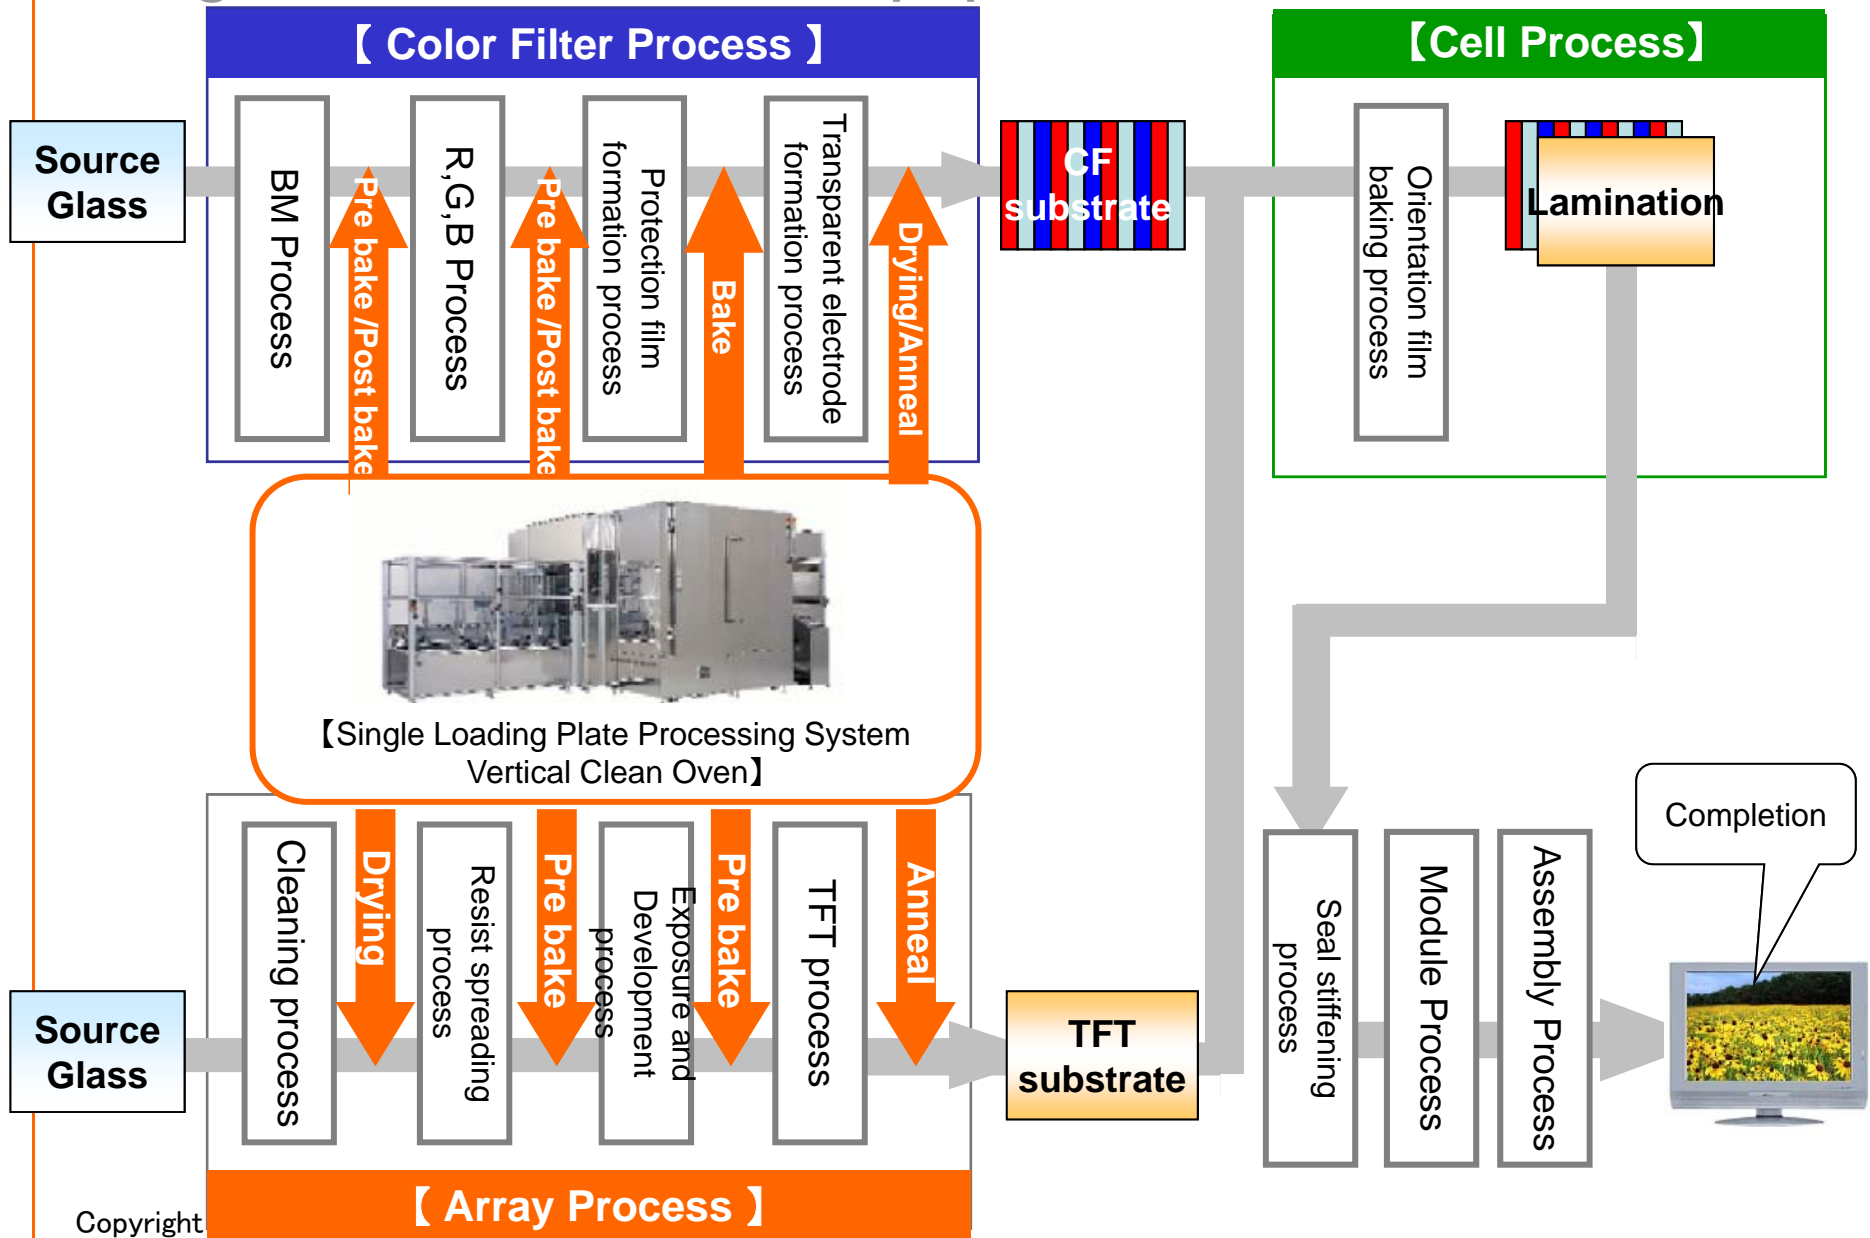 【 Color Filter Process 】
【Cell Process】
Source
Glass
BM Process
Pre bake /Post bake
R,G,B Process
Pre bake /Post bake
Protection film
formation process
Bake
Transparent electrode
formation process
Drying/Anneal
CF
substrate
Orientation film
baking process
Lamination
【Single Loading Plate Processing System
Vertical Clean Oven】
Source
Glass
Cleaning process
Drying
Resist spreading
process
Pre bake
Exposure and
Development
process
Pre bake
TFT process
Anneal
TFT
substrate
Seal stiffening
process
Module Process
Assembly Process
Completion
【 Array Process 】
Copyright